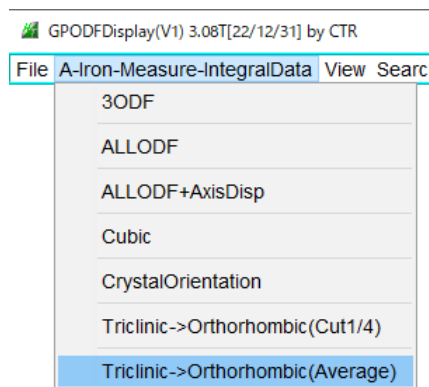 GPODFDisplay(V1) 3.08T[22/12/31] by CTR
File A-Iron-Measure-IntegralData View Searc
3ODF
ALLODF
ALLODF+AxisDisp
Cubic
CrystalOrientation
Triclinic->Orthorhombic(Cut1/4)
Triclinic->Orthorhombic(Average)